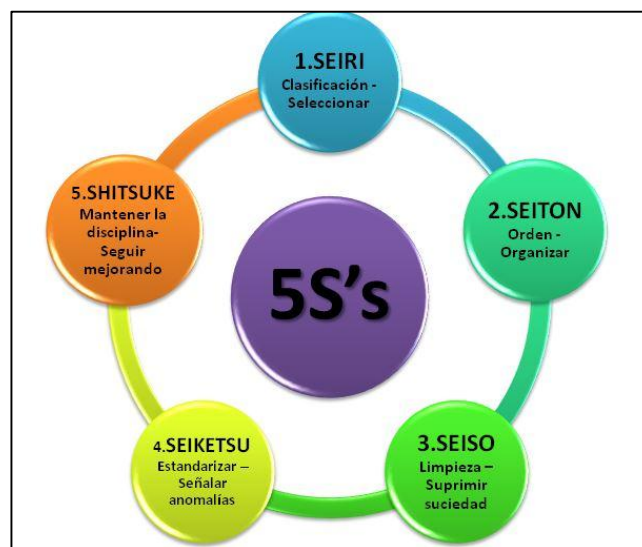 1.SEIRI
Clasificación -
Seleccionar
2.SEITON
Orden -
Organizar
3.SEISO
Limpieza –
Suprimir
suciedad
4.SEIKETSU
Estandarizar –
Señalar
anomalías
5.SHITSUKE
Mantener la
disciplina-
Seguir
mejorando
5S’s